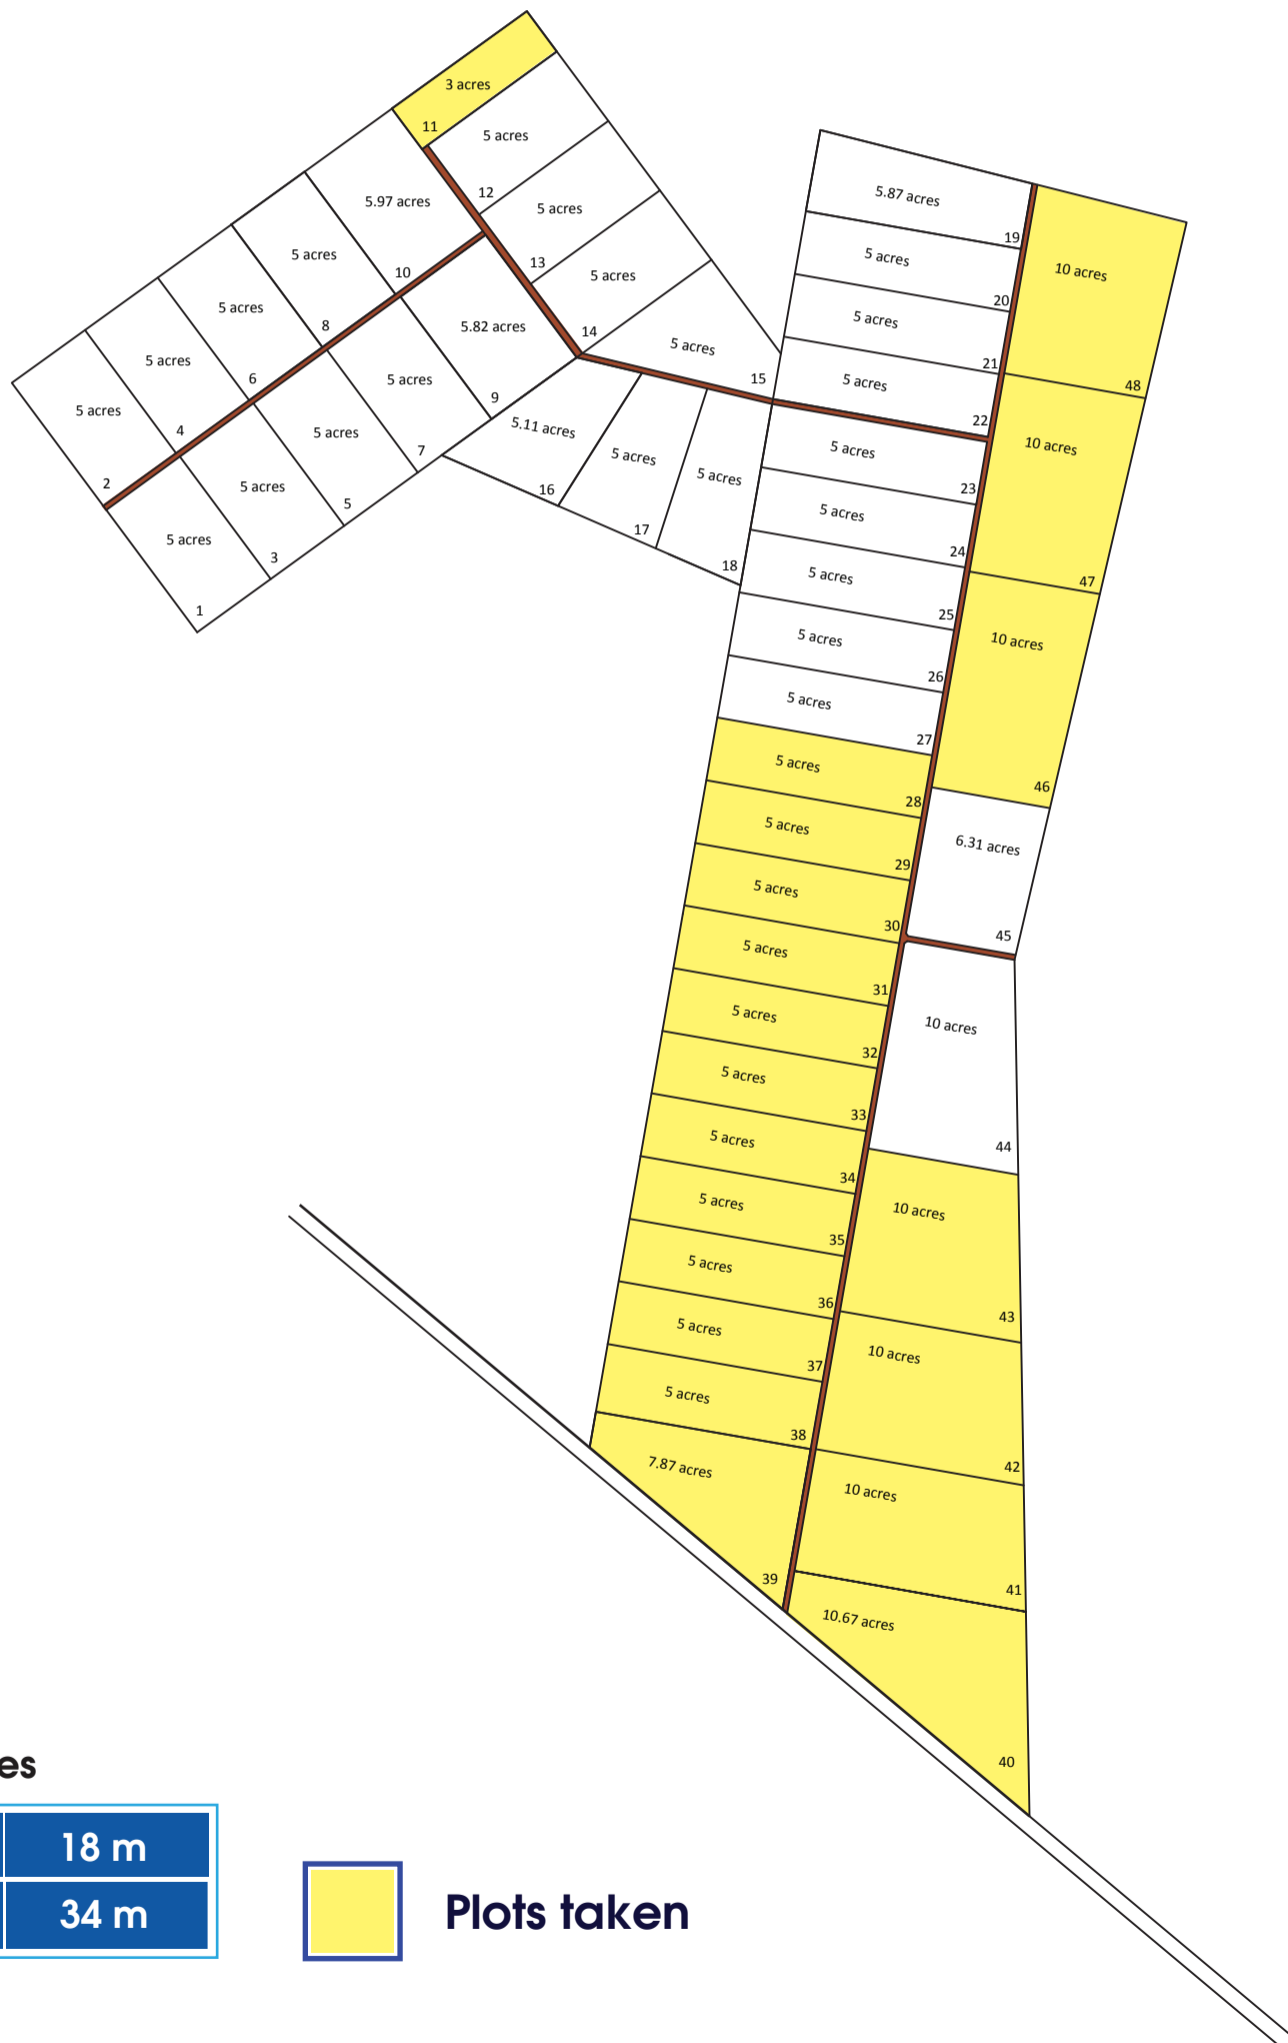 3 acres
11
5 acres
12
5.97 acres
5 acres
13
5 acres
10
5 acres
14
5 acres
8
5.82 acres
5 acres
15
5 acres
6
5 acres
9
5 acres
4
5 acres
7
5 acres
2
5 acres
5
5 acres
3
1
5.11 acres
16
5 acres
17
5 acres
18
5.87 acres
19
5 acres
20
5 acres
21
5 acres
22
5 acres
23
5 acres
24
5 acres
25
5 acres
26
5 acres
27
5 acres
28
5 acres
29
5 acres
30
5 acres
31
5 acres
32
5 acres
33
5 acres
34
5 acres
35
5 acres
36
5 acres
37
5 acres
38
7.87 acres
39
10 acres
48
10 acres
47
10 acres
46
6.31 acres
45
10 acres
44
10 acres
43
10 acres
42
10 acres
41
10.67 acres
40
es
18 m
34 m
Plots taken